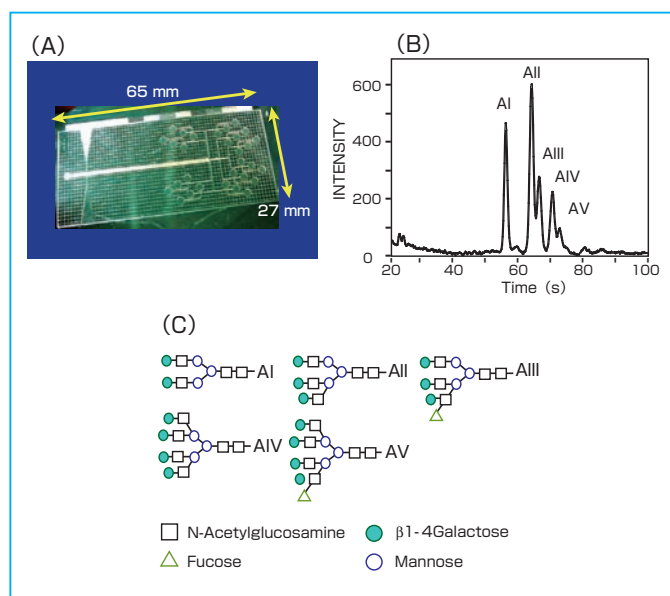 (A)
65 mm
27 mm
(B)
INTENSITY
600
400
200
0
AI
AII
AIII
AIV
AV
20 40 60 80 100
Time (s)
(C)
AI
AII
AIII
AIV
AV
N-Acetylglucosamine
β1-4Galactose
Fucose
Mannose